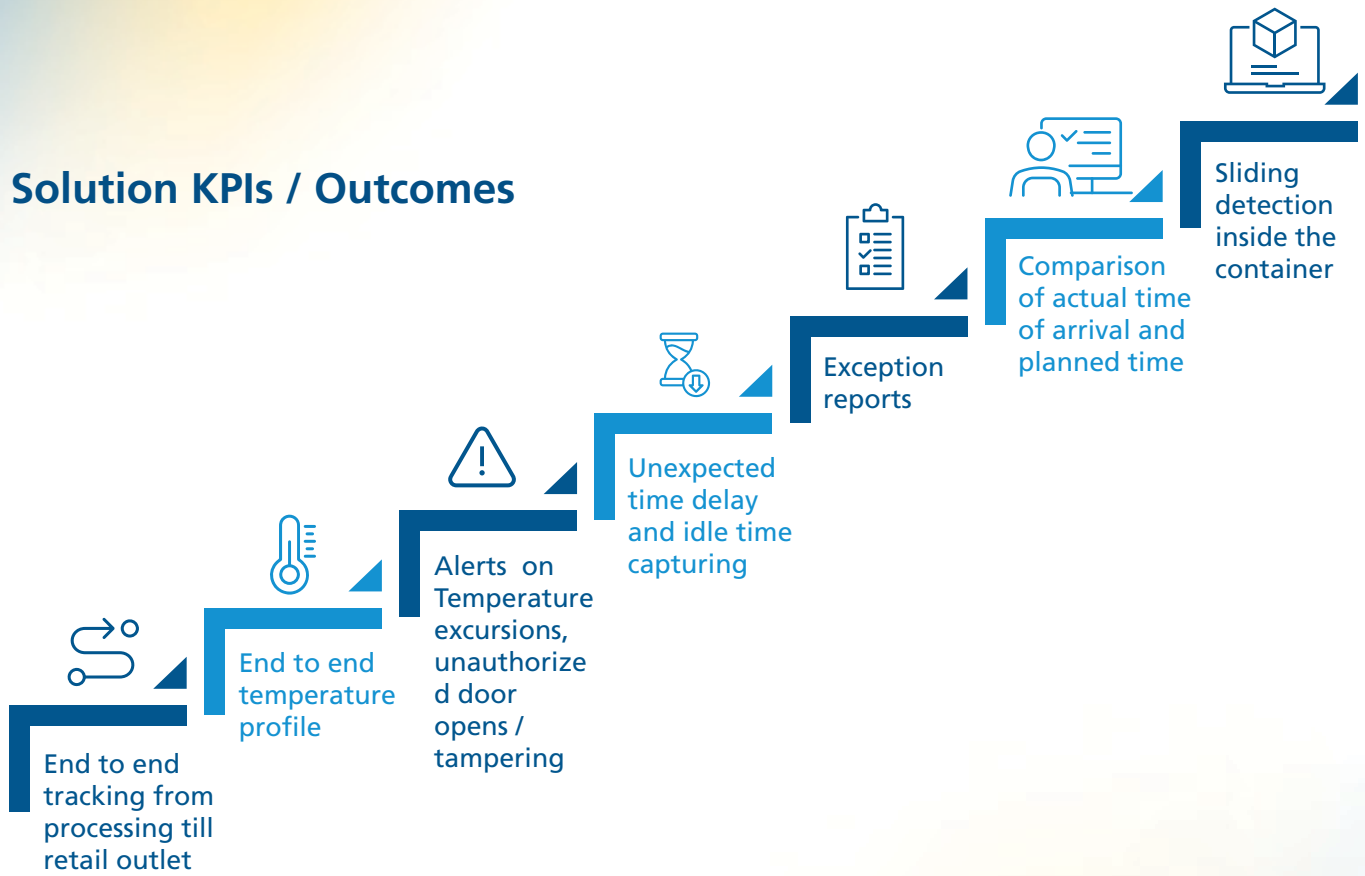 Solution KPIs / Outcomes
End to end
tracking from
processing till
retail outlet
End to end
temperature
profile
Alerts on
Temperature
excursions,
unauthorize
d door
opens /
tampering
Unexpected
time delay
and idle time
capturing
Exception
reports
Comparison
of actual time
of arrival and
planned time
Sliding
detection
inside the
container